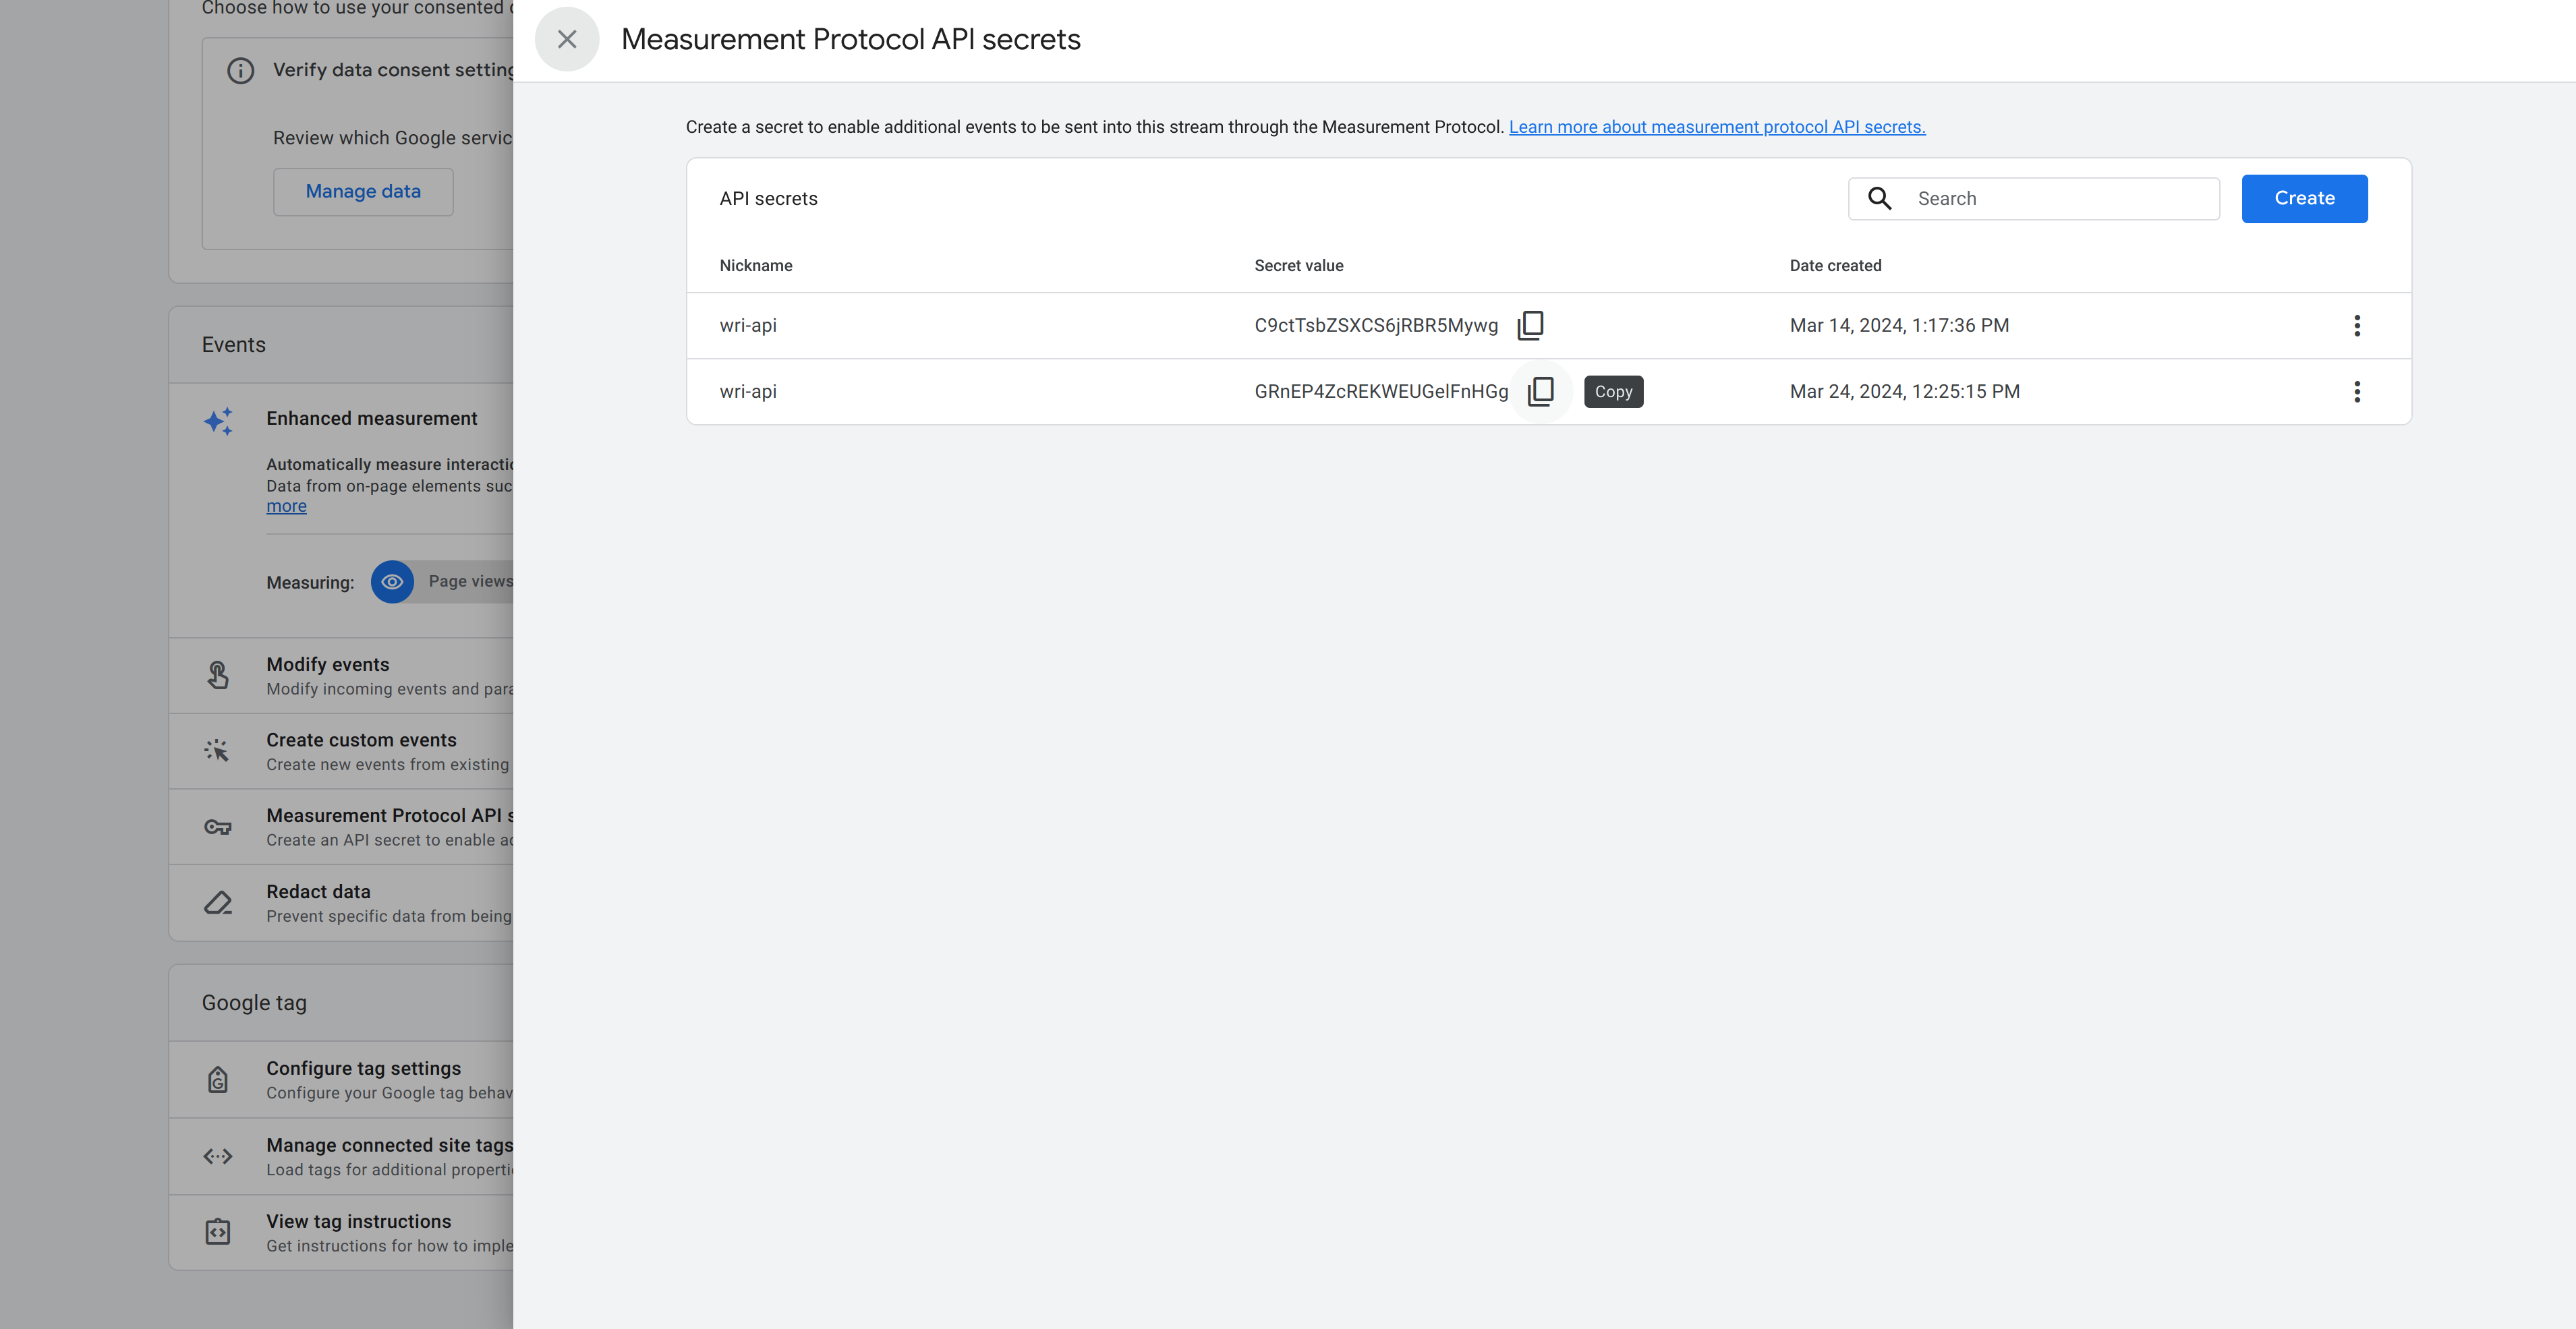 Choose how to use your consented
Verify data consent setting
Review which Google servic
Manage data
Events
Enhanced measurement
Automatically measure interactio
Data from on-page elements suc
more
Measuring:
Page views
Modify events
Modify incoming events and para
Create custom events
Create new events from existing
Measurement Protocol API s
Create an API secret to enable ad
Redact data
Prevent specific data from being
Google tag
Configure tag settings
Configure your Google tag behav
Manage connected site tags
Load tags for additional properti
View tag instructions
Get instructions for how to imple
Measurement Protocol API secrets
Create a secret to enable additional events to be sent into this stream through the Measurement Protocol. Learn more about measurement protocol API secrets.
API secrets
Search
Create
Nickname Secret value Date created
wri-api C9ctTsbZSXCS6jRBR5Mywg Mar 14, 2024, 1:17:36 PM
wri-api GRnEP4ZcREKWEUGelFnHGg Copy Mar 24, 2024, 12:25:15 PM